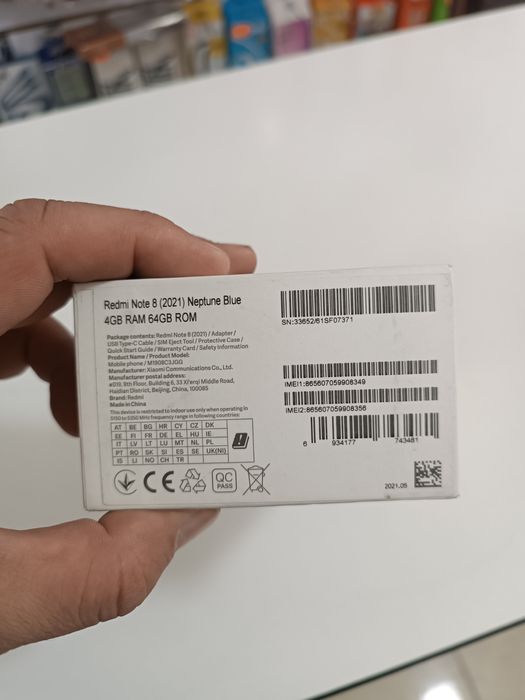 Redmi Note 8 (2021) Neptune Blue
4GB RAM 64GB ROM
Package contents: Redmi Note 8 (2021) / Adapter /
USB Type-C Cable / SIM Eject Tool / Protective Case /
Quick Start Guide / Warranty Card / Safety Information
Product Name / Product Model:
Mobile phone / M1908C3JGG
Manufacturer: Xiaomi Communications Co., Ltd.
Manufacturer postal address:
#019, 9th Floor, Building 6, 33 Xi'erqi Middle Road,
Haidian District, Beijing, China, 100085
Brand: Redmi
This device is restricted to indoor use only when operating in
5150 to 5350 MHz frequency range in following countries:
AT BE BG HR CY CZ DK
EE FI FR DE EL HU IE
IT LV LT LU MT NL PL
PT RO SK SI ES SE UK(NI)
IS LI NO CH TR
CE
QC
PASS
SN:33652/61SF07371
IMEI1:865607059908349
IMEI2:865607059908356
6 934177 743481
2021.05